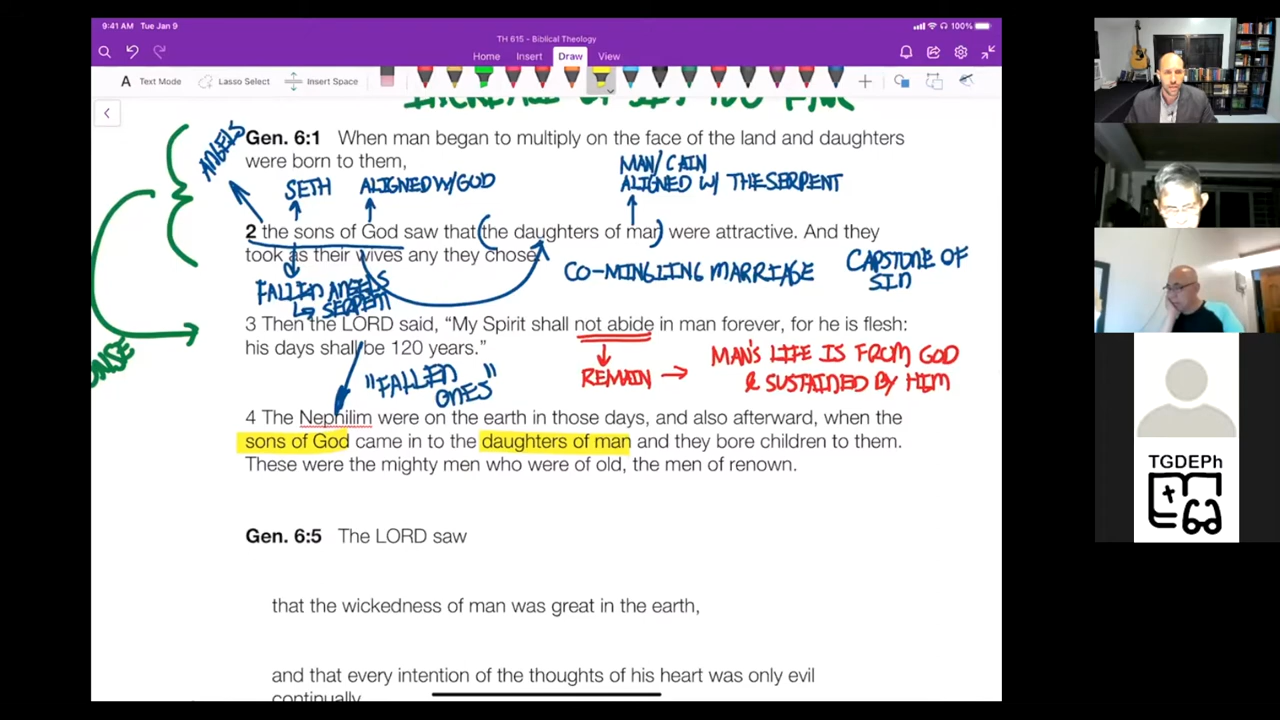 9:41 AM Tue Jan 9
100%
TH 615 - Biblical Theology
Home Insert Draw View
Text Mode Lasso Select Insert Space
INCREASE OF SIN TOO FAR
Gen. 6:1 When man began to multiply on the face of the land and daughters
were born to them,
ANGELS
SETH ALIGNED W/ GOD
MAN/CAIN
ALIGNED W/ THE SERPENT
2 the sons of God saw that (the daughters of man) were attractive. And they
took as their wives any they chose.
FALLEN ANGELS
↳ SERPENT
CO-MINGLING MARRIAGE
CAPSTONE OF
SIN
3 Then the LORD said, “My Spirit shall not abide in man forever, for he is flesh:
his days shall be 120 years.”
REMAIN → MAN'S LIFE IS FROM GOD
& SUSTAINED BY HIM
"FALLEN
ONES"
4 The Nephilim were on the earth in those days, and also afterward, when the
sons of God came in to the daughters of man and they bore children to them.
These were the mighty men who were of old, the men of renown.
Gen. 6:5 The LORD saw
that the wickedness of man was great in the earth,
and that every intention of the thoughts of his heart was only evil
continually.
TGDEPh